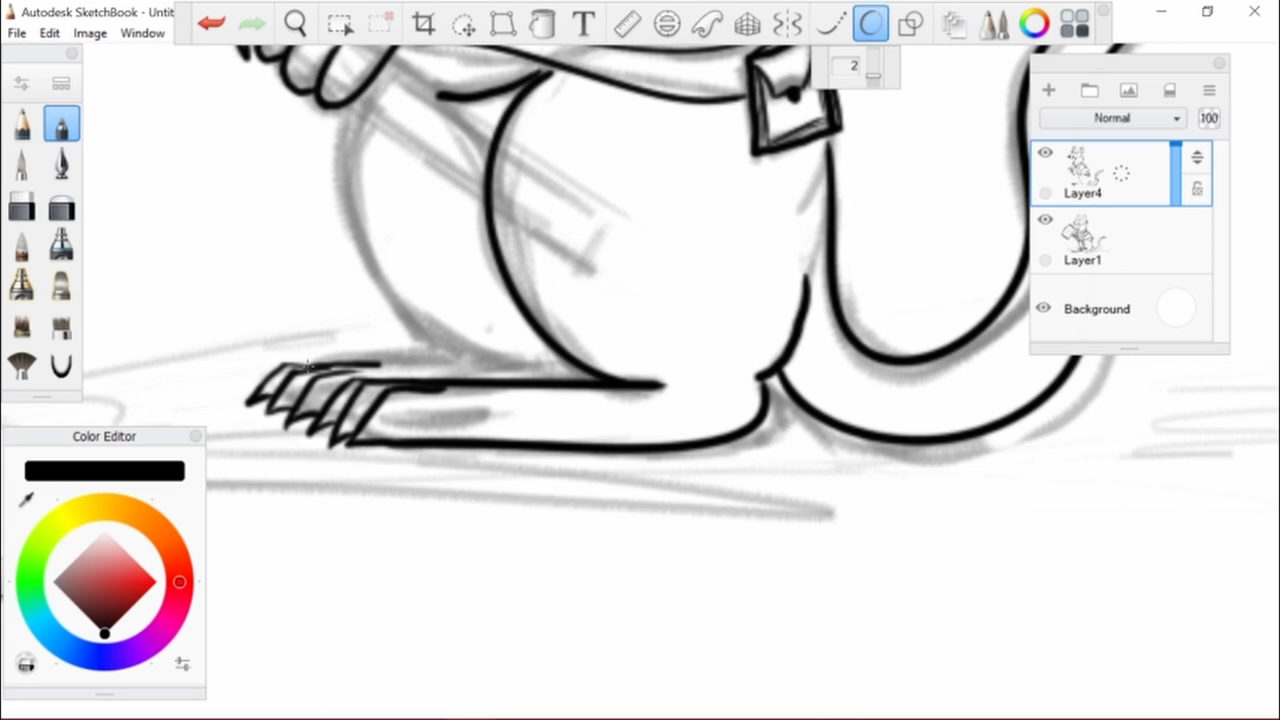 Autodesk SketchBook - Untit
File Edit Image Window
T
2
Normal
100
Layer4
Layer1
Background
Color Editor